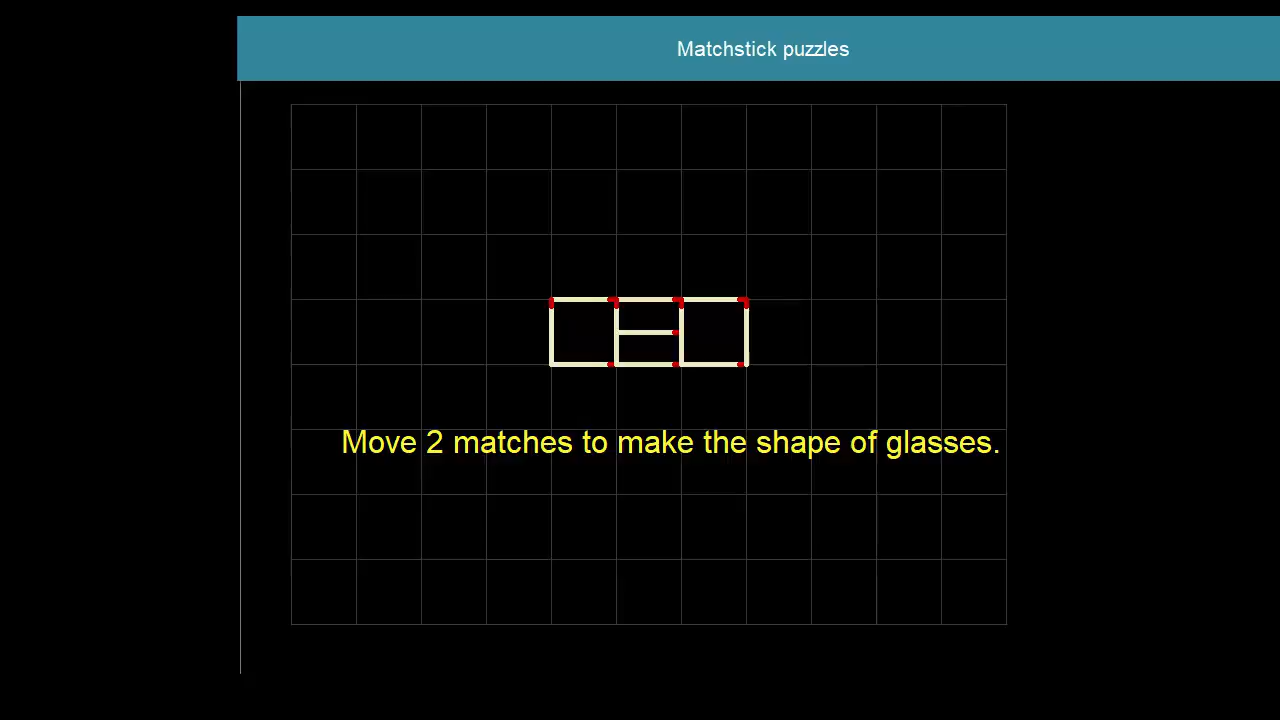 Matchstick puzzles
Move 2 matches to make the shape of glasses.